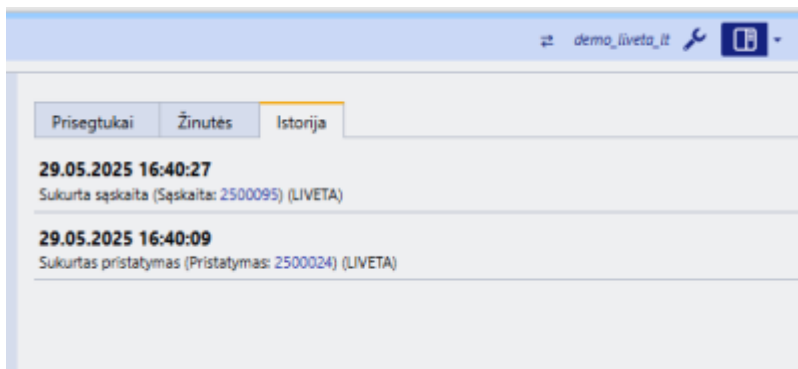 demo_liveta_lt
Prisegtukai Žinutės Istorija
29.05.2025 16:40:27
Sukurta sąskaita (Sąskaita: 2500095) (LIVETA)
29.05.2025 16:40:09
Sukurtas pristatymas (Pristatymas: 2500024) (LIVETA)